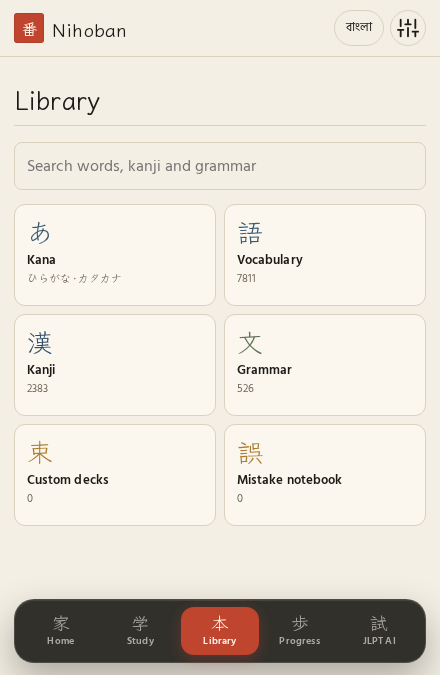 番 Nihoban
বাংলা
Library
Search words, kanji and grammar
あ
Kana
ひらがな・カタカナ
語
Vocabulary
7811
漢
Kanji
2383
文
Grammar
526
束
Custom decks
0
誤
Mistake notebook
0
家
Home
学
Study
本
Library
歩
Progress
試
JLPT AI